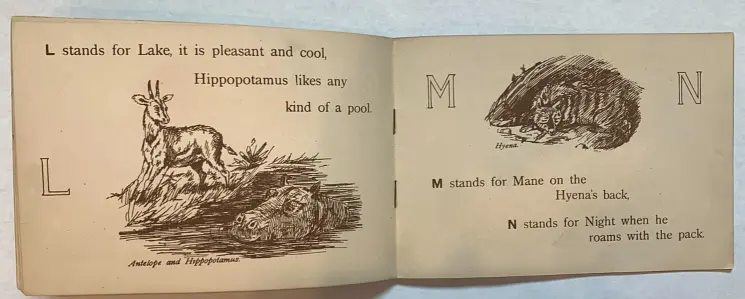 L stands for Lake, it is pleasant and cool,
Hippopotamus likes any
kind of a pool.
L
Antelope and Hippopotamus.
M
N
Hyena.
M stands for Mane on the
Hyena's back,
N stands for Night when he
roams with the pack.